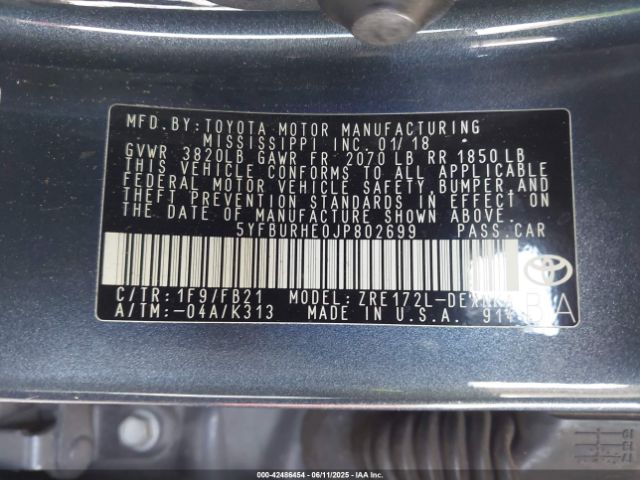 MFD.BY:TOYOTA MOTOR MANUFACTURING
MISSISSIPPI INC. 01/18
GVWR 3820LB GAWR FR 2070 LB RR 1850LB
THIS VEHICLE CONFORMS TO ALL APPLICABLE
FEDERAL MOTOR VEHICLE SAFETY, BUMPER,AND
THEFT PREVENTION STANDARDS IN EFFECT ON
THE DATE OF MANUFACTURE SHOWN ABOVE.
5YFBURHE0JP802699 PASS.CAR
C/TR:1F9/FB21 MODEL:
A/TM:-04A/K313 MADE IN U.S.A.
TOYOTA
000-42486454 - 06/11/2025 - IAA Inc.